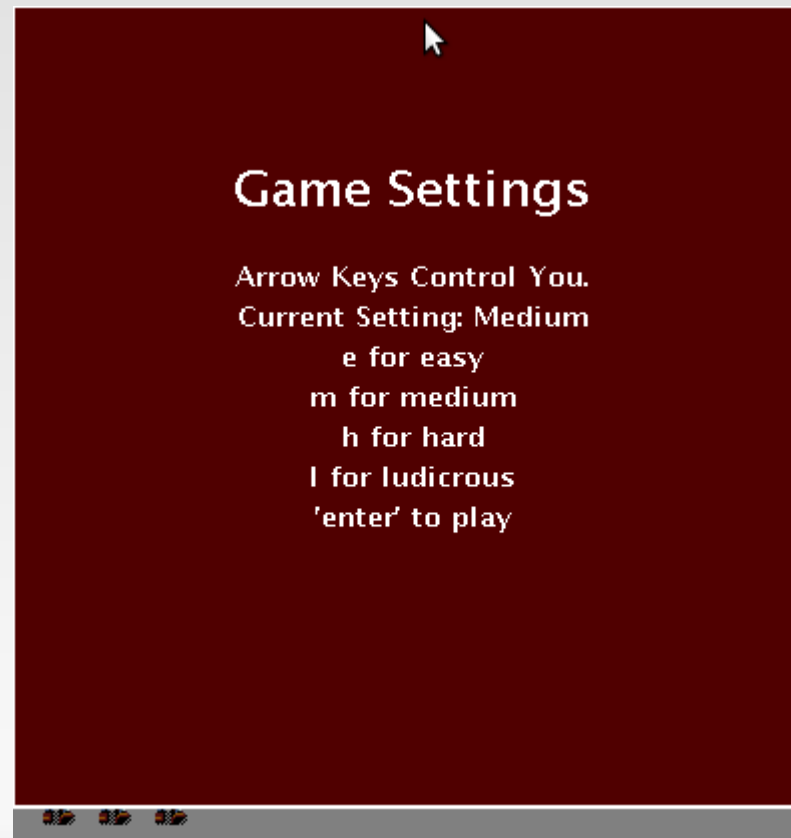 Game Settings
Arrow Keys Control You.
Current Setting: Medium
e for easy
m for medium
h for hard
l for ludicrous
'enter' to play